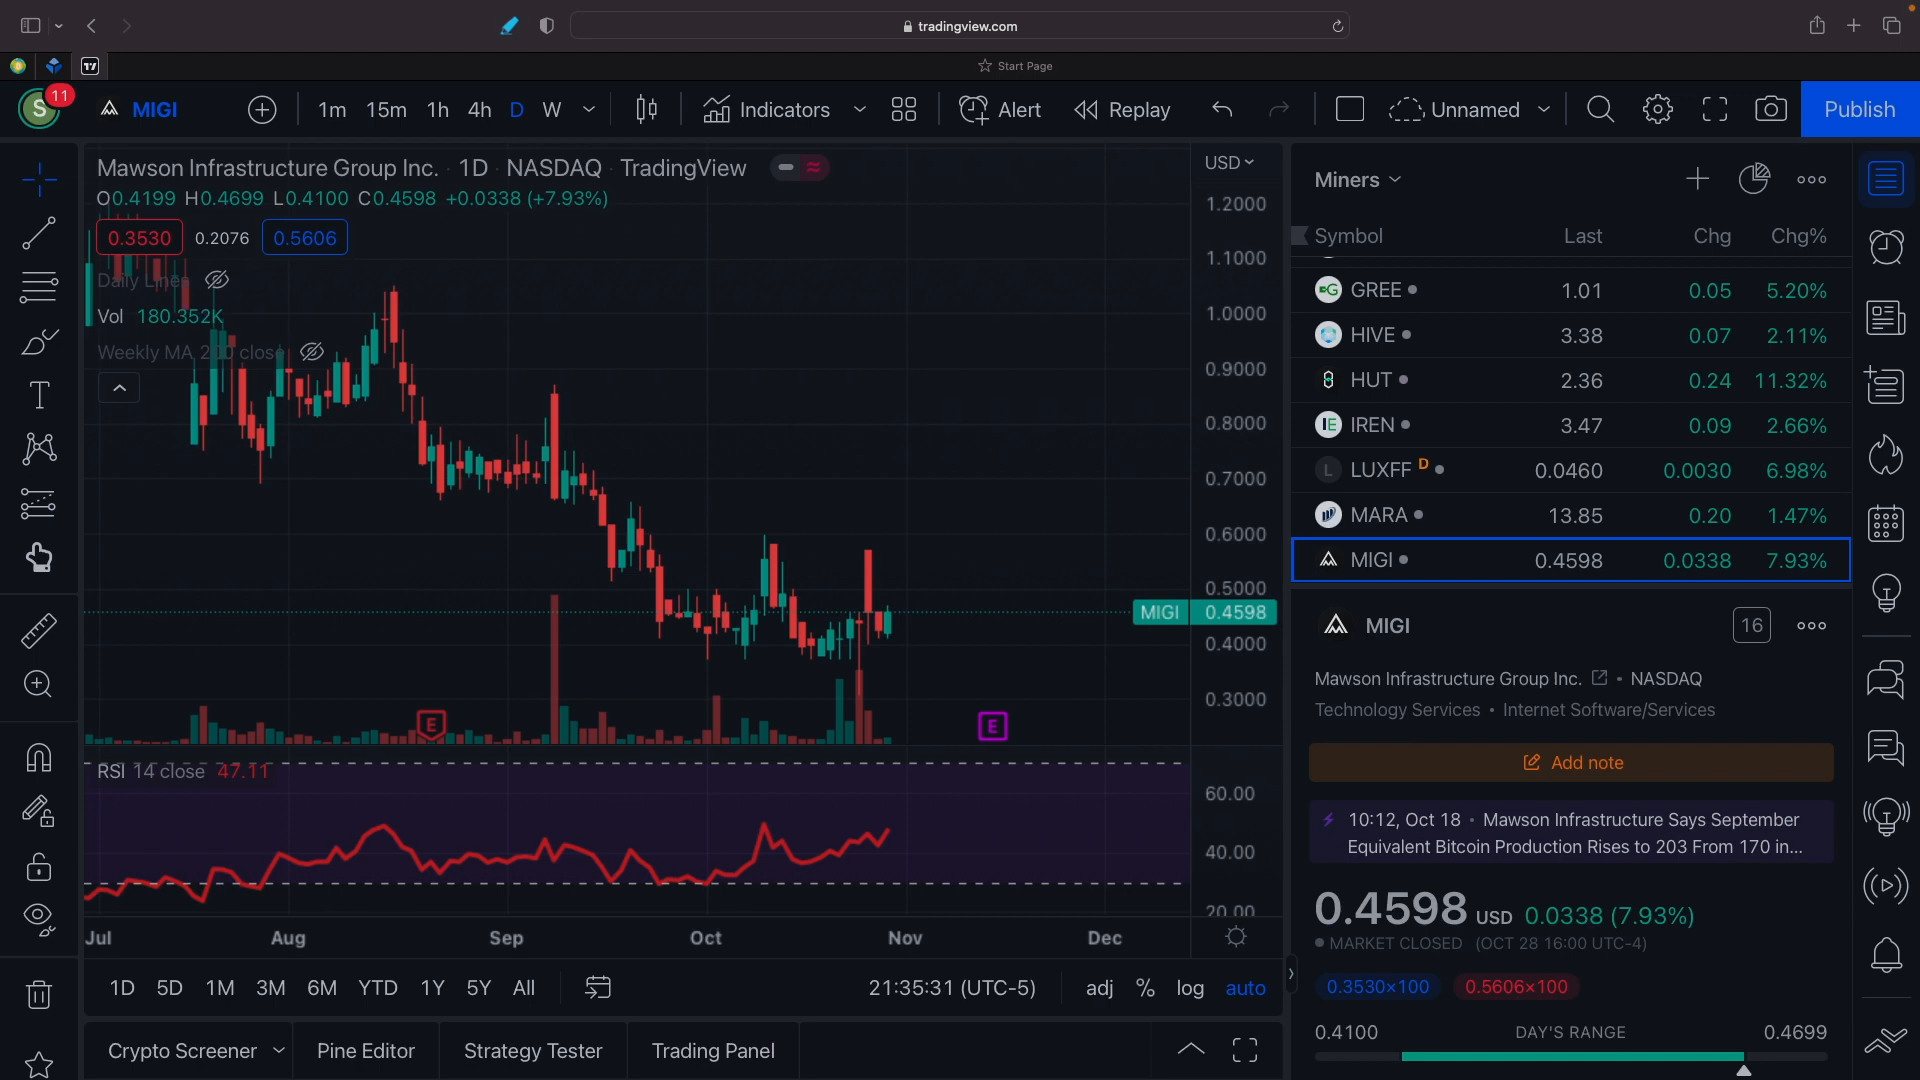 tradingview.com
Start Page
S
11
MIGI
1m 15m 1h 4h D W
Indicators
Alert
Replay
Unnamed
Publish
Mawson Infrastructure Group Inc. · 1D · NASDAQ · TradingView
O0.4199 H0.4699 L0.4100 C0.4598 +0.0338 (+7.93%)
0.3530 0.2076 0.5606
Daily Lines
Vol 180.352K
Weekly MA 200 close
USD
1.2000
1.1000
1.0000
0.9000
0.8000
0.7000
0.6000
0.5000
MIGI 0.4598
0.4000
0.3000
E
E
RSI 14 close 47.11
60.00
40.00
20.00
Jul Aug Sep Oct Nov Dec
1D 5D 1M 3M 6M YTD 1Y 5Y All
21:35:31 (UTC-5)
adj % log auto
Crypto Screener
Pine Editor
Strategy Tester
Trading Panel
Miners
Symbol Last Chg Chg%
GREE 1.01 0.05 5.20%
HIVE 3.38 0.07 2.11%
HUT 2.36 0.24 11.32%
IREN 3.47 0.09 2.66%
L LUXFF D 0.0460 0.0030 6.98%
MARA 13.85 0.20 1.47%
MIGI 0.4598 0.0338 7.93%
MIGI
16
Mawson Infrastructure Group Inc. • NASDAQ
Technology Services • Internet Software/Services
Add note
10:12, Oct 18 • Mawson Infrastructure Says September
Equivalent Bitcoin Production Rises to 203 From 170 in...
0.4598 USD 0.0338 (7.93%)
MARKET CLOSED (OCT 28 16:00 UTC-4)
0.3530×100 0.5606×100
0.4100 DAY'S RANGE 0.4699